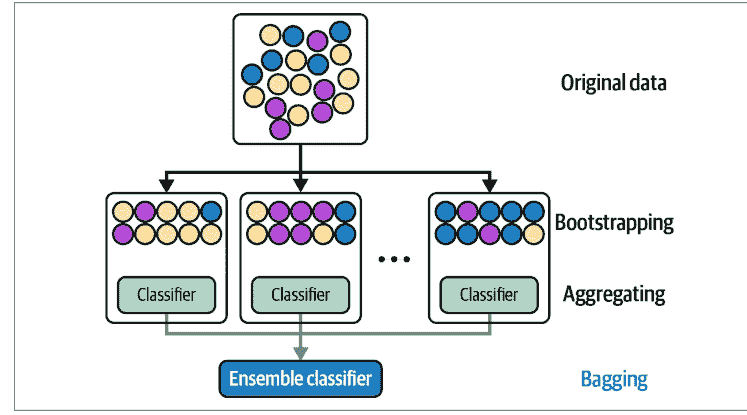 Original data
Bootstrapping
Classifier
Classifier
Classifier
Aggregating
Ensemble classifier
Bagging